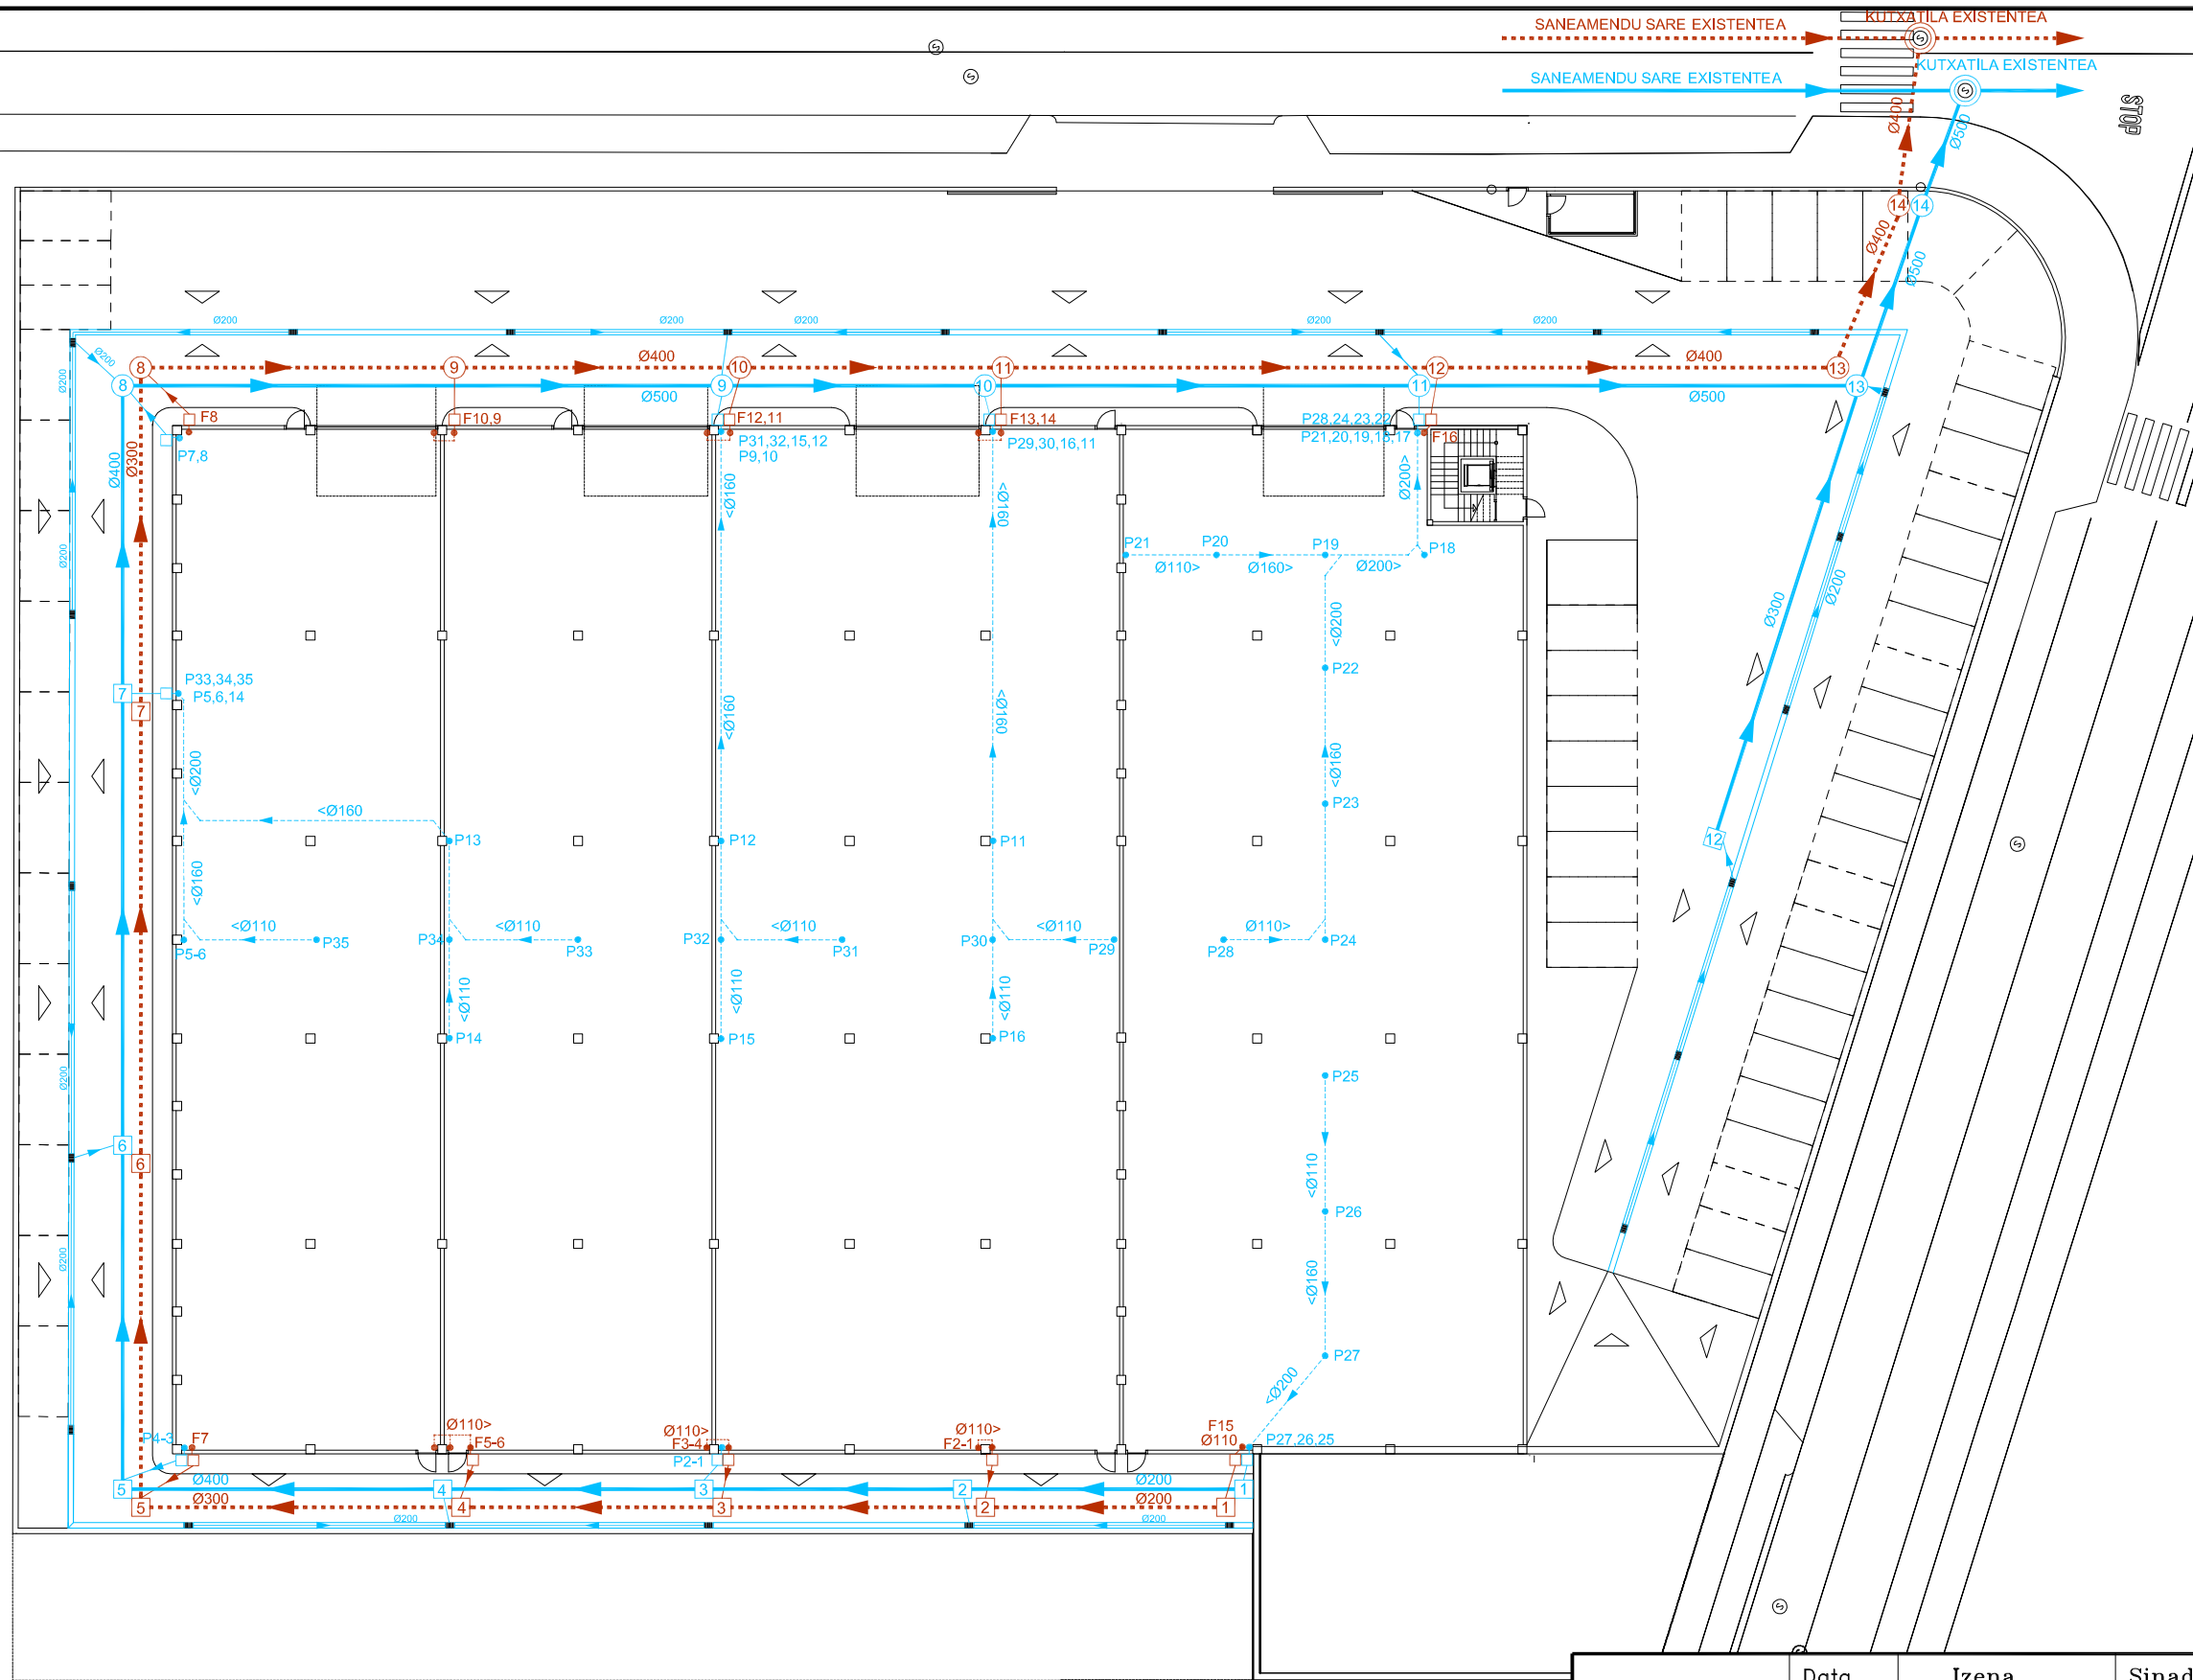 SANEAMENDU SARE EXISTENTEA
KUTXATILA EXISTENTEA
SANEAMENDU SARE EXISTENTEA
KUTXATILA EXISTENTEA
STOP
Ø400
Ø500
14
14
Ø400
Ø500
Ø200
Ø200
Ø200
Ø200
Ø200
Ø200
Ø200
8
9
Ø400
10
11
12
Ø400
13
8
Ø500
9
10
11
Ø500
13
F8
F10,9
F12,11
F13,14
P28,24,23,22
P7,8
P31,32,15,12
P9,10
P29,30,16,11
P21,20,19,18,17
F16
Ø400
Ø300
<Ø160
<Ø160
Ø200>
Ø200
P21
P20
P19
P18
Ø110>
Ø160>
Ø200>
Ø300
Ø200
<Ø200
P22
7
P33,34,35
P5,6,14
7
<Ø160
<Ø160
<Ø200
<Ø160
P23
<Ø160
P13
P12
P11
12
<Ø160
<Ø110
<Ø110
<Ø110
<Ø110
Ø110>
P5-6
P35
P34
P33
P32
P31
P30
P29
P28
P24
<Ø110
<Ø110
<Ø110
P14
P15
P16
Ø200
P25
6
6
<Ø110
P26
Ø200
<Ø160
P27
<Ø200
P4-3
F7
Ø110>
F5-6
Ø110>
F3-4
Ø110>
F2-1
F15
Ø110
P27,26,25
P2-1
5
Ø400
4
3
2
Ø200
1
5
Ø300
4
3
2
Ø200
1
Ø200
Ø200
Data
Izena
Sinad